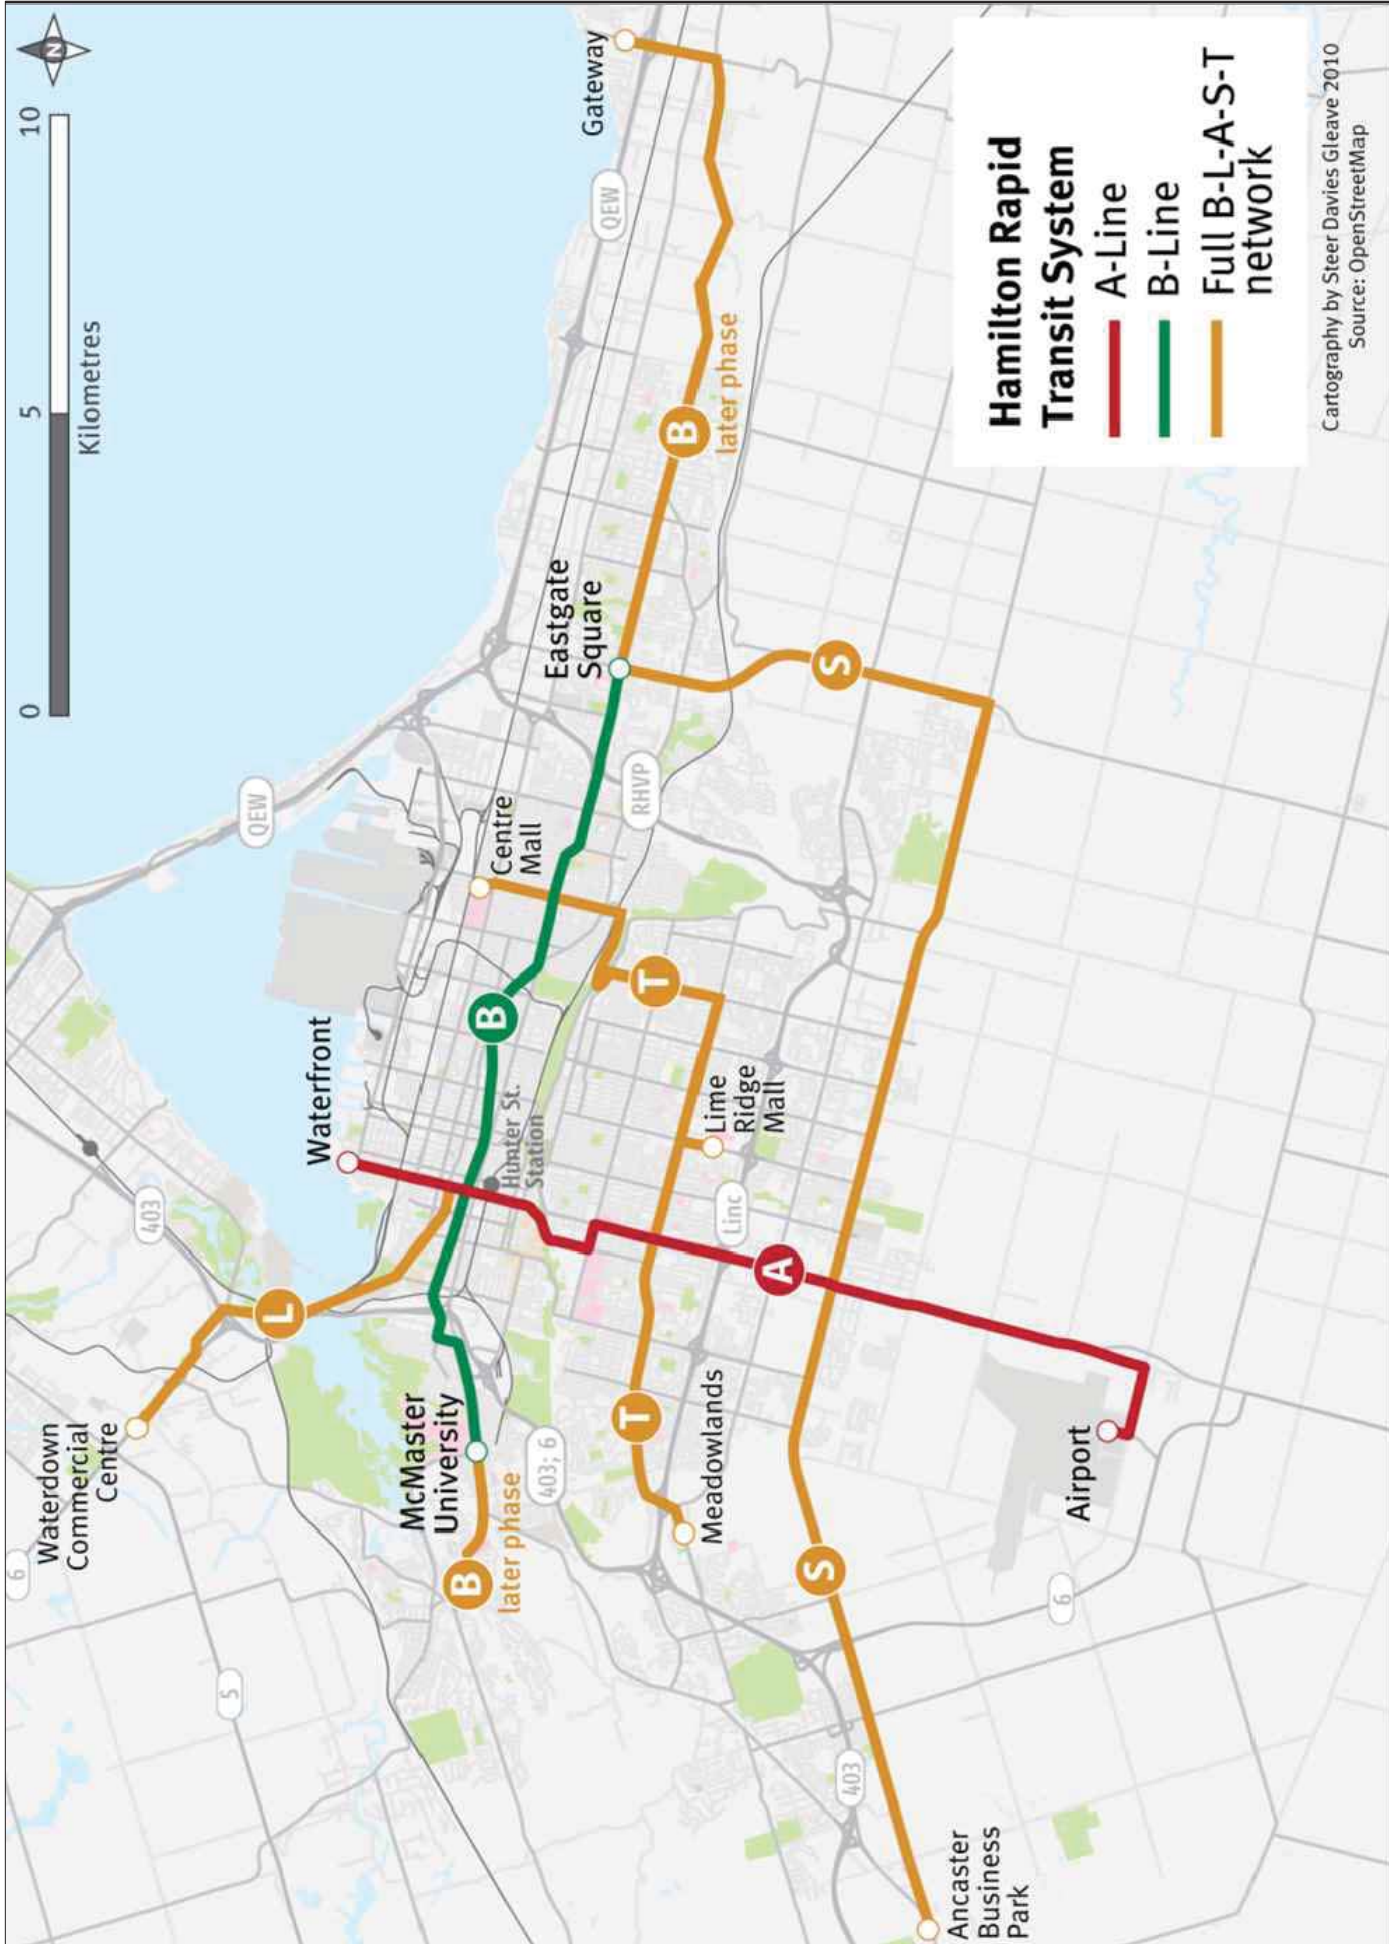 0
5
10
Kilometres
N
6
Waterdown
Commercial
Centre
5
403
L
QEW
Waterfront
McMaster
University
B
later phase
403; 6
B
Hunter St.
Station
Centre
Mall
Eastgate
Square
QEW
Gateway
RHVP
T
T
Meadowlands
Lime
Ridge
Mall
Linc
B
later phase
A
S
S
403
Ancaster
Business
Park
6
Airport
Hamilton Rapid
Transit System
A-Line
B-Line
Full B-L-A-S-T
network
Cartography by Steer Davies Gleave 2010
Source: OpenStreetMap